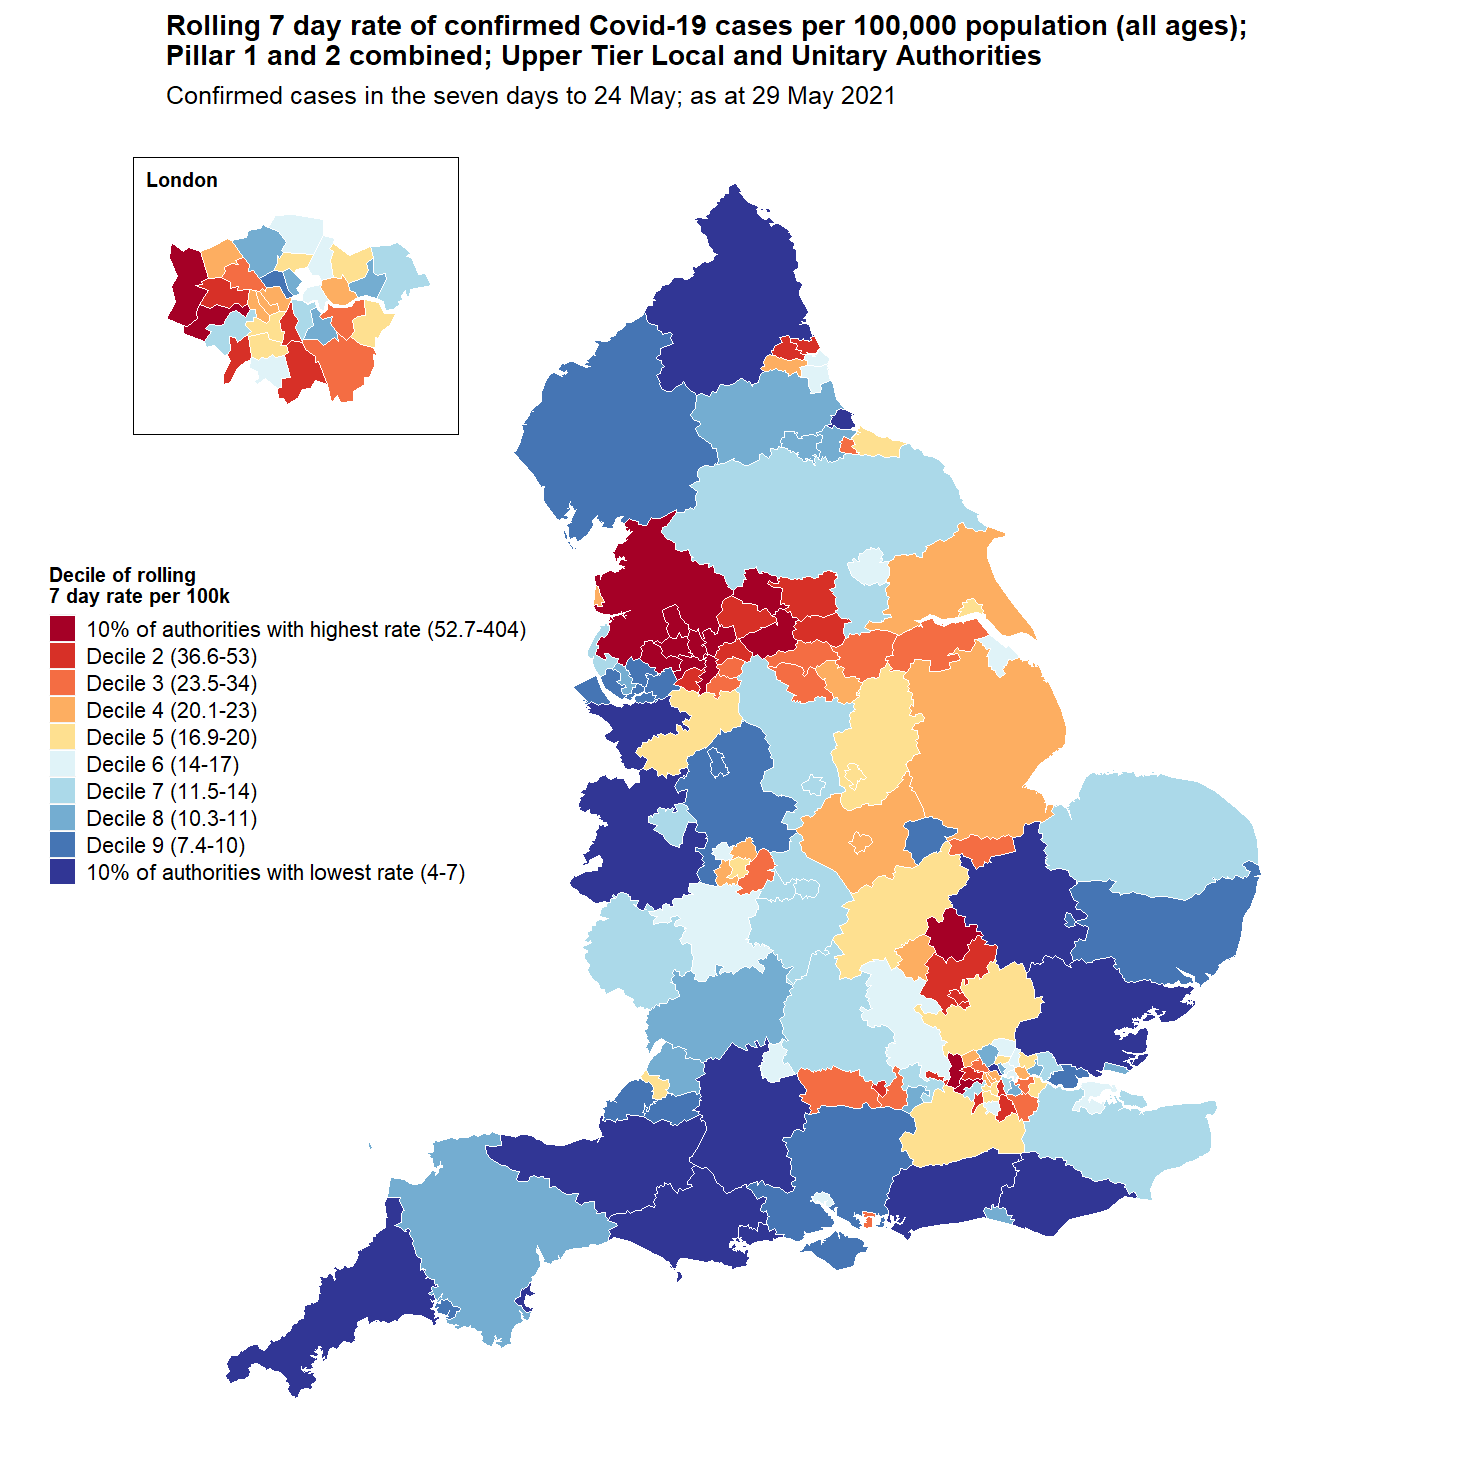 Rolling 7 day rate of confirmed Covid-19 cases per 100,000 population (all ages);
Pillar 1 and 2 combined; Upper Tier Local and Unitary Authorities
Confirmed cases in the seven days to 24 May; as at 29 May 2021
London
Decile of rolling
7 day rate per 100k
10% of authorities with highest rate (52.7-404)
Decile 2 (36.6-53)
Decile 3 (23.5-34)
Decile 4 (20.1-23)
Decile 5 (16.9-20)
Decile 6 (14-17)
Decile 7 (11.5-14)
Decile 8 (10.3-11)
Decile 9 (7.4-10)
10% of authorities with lowest rate (4-7)